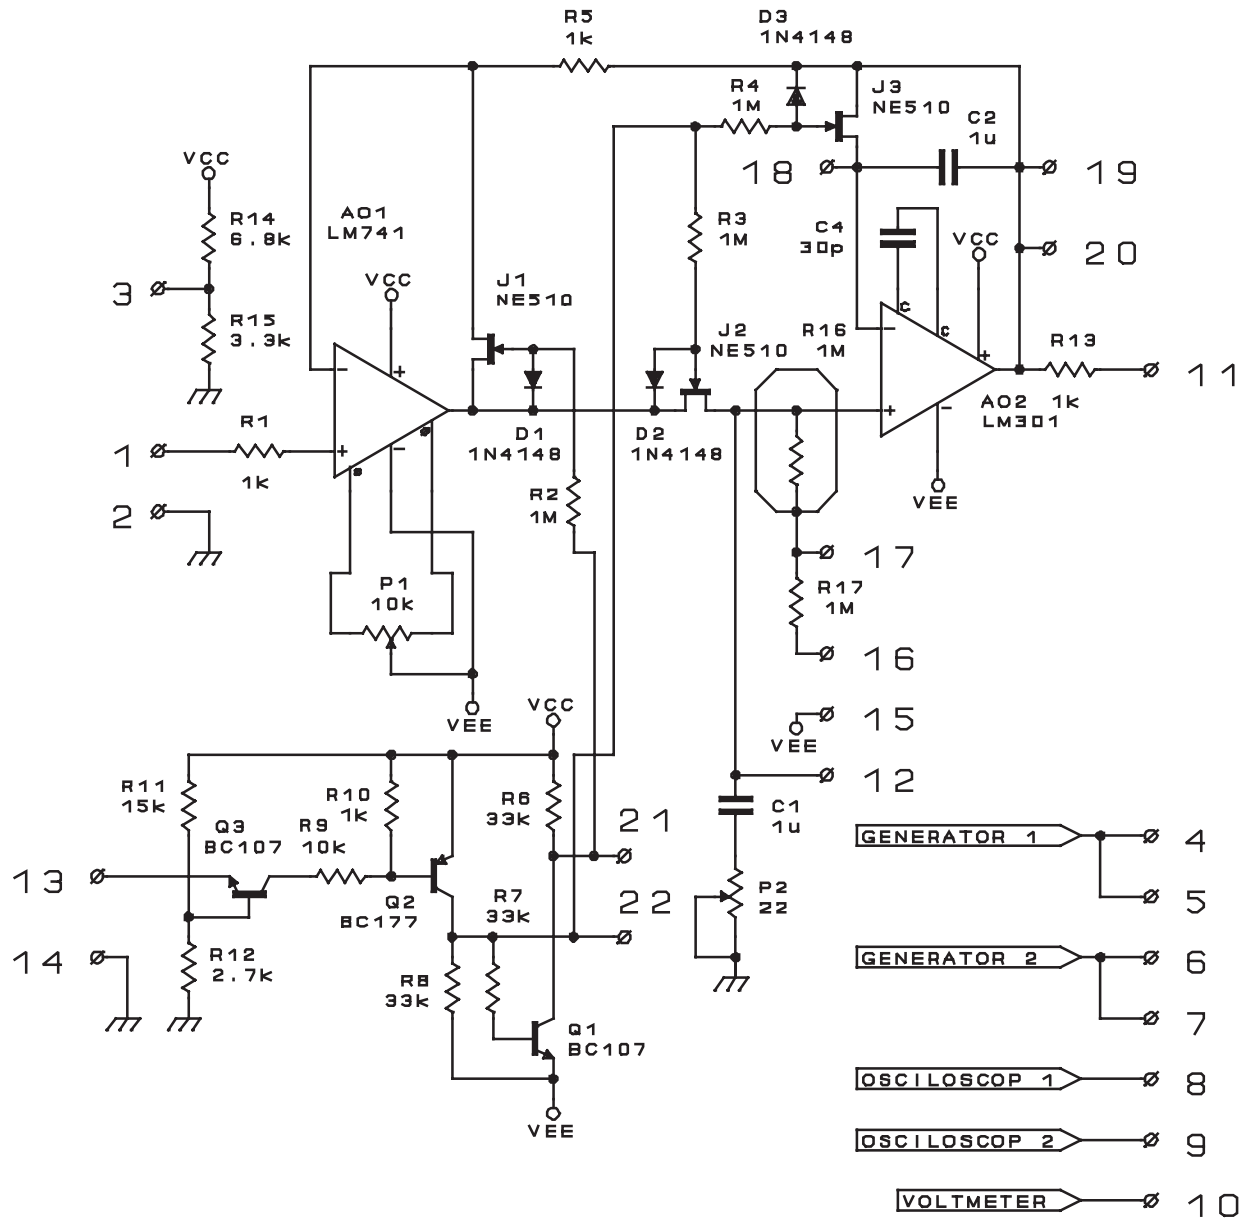 R5
1k
D3
1N4148
R4
1M
J3
NE510
C2
1u
18
19
VCC
R14
6.8k
AO1
LM741
R3
1M
C4
30p
VCC
20
3
VCC
J1
NE510
R15
3.3k
J2
NE510
R16
1M
C
C
R13
1k
11
-
+
-
+
R1
1k
1
+
-
D1
1N4148
D2
1N4148
+
-
AO2
LM301
2
R2
1M
VEE
17
P1
10k
R17
1M
16
VEE
VCC
15
VEE
12
R11
15k
R10
1k
R6
33k
21
C1
1u
Q3
BC107
R9
10k
GENERATOR 1
4
13
Q2
BC177
R7
33k
22
P2
22
5
14
R12
2.7k
R8
33k
GENERATOR 2
6
7
Q1
BC107
OSCILOSCOP 1
8
VEE
OSCILOSCOP 2
9
VOLTMETER
10